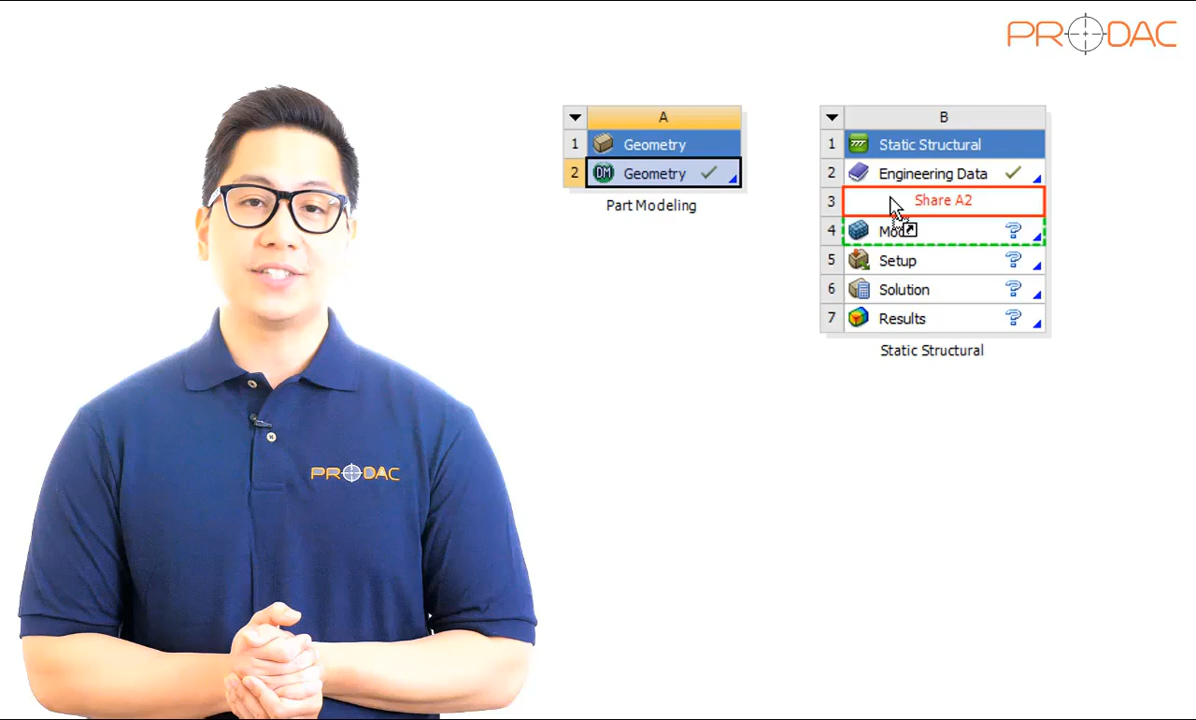 PRODAC
A
1 Geometry
2 DM Geometry
Part Modeling
B
1 Static Structural
2 Engineering Data
3 Share A2
4
5 Setup ?
6 Solution ?
7 Results ?
Static Structural
PRODAC